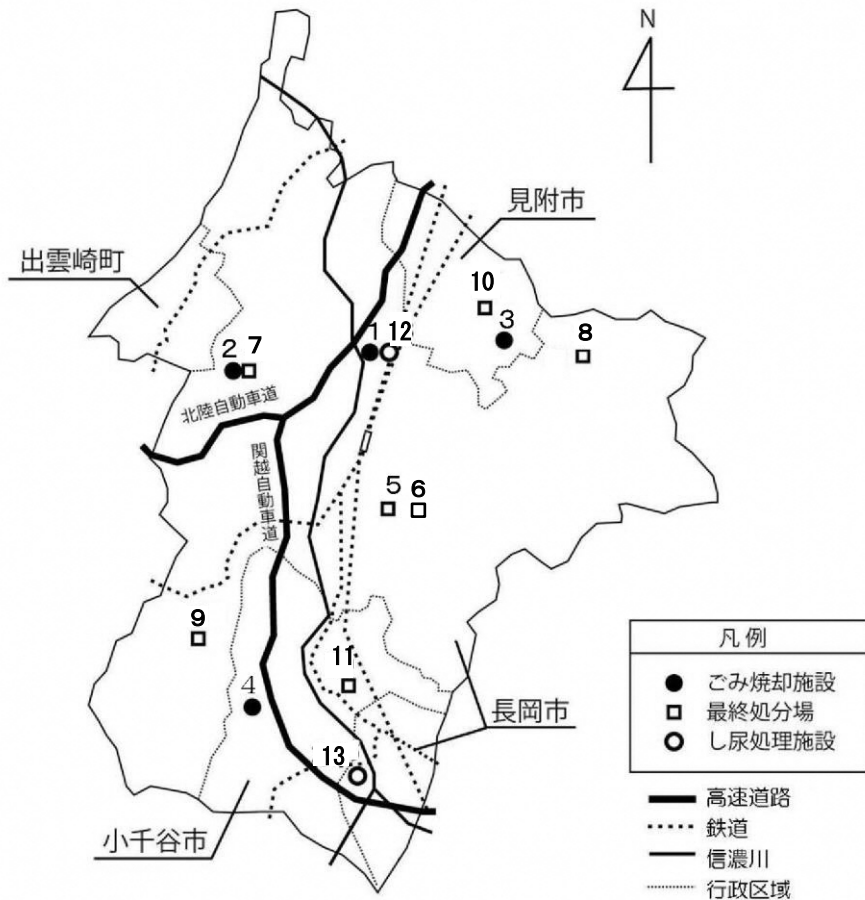 N
見附市
出雲崎町
10
3
8
1
12
2
7
北陸自動車道
関越自動車道
5
6
9
11
4
長岡市
13
小千谷市
凡例
ごみ焼却施設
最終処分場
し尿処理施設
高速道路
鉄道
信濃川
行政区域